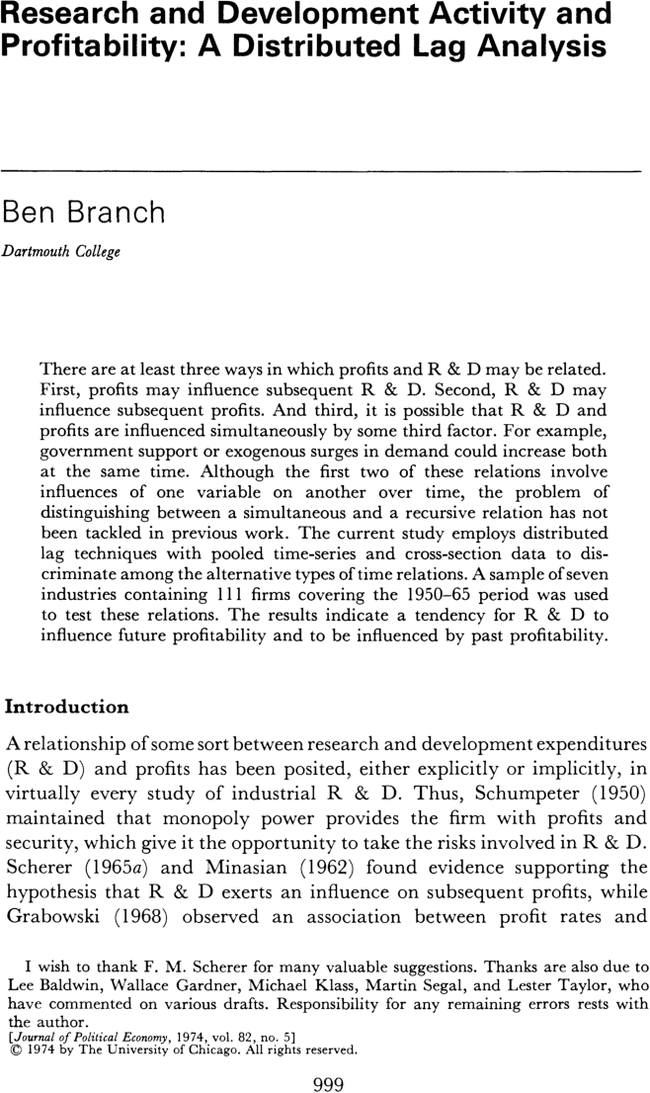 Research and Development Activity and
Profitability: A Distributed Lag Analysis
Ben Branch
Dartmouth College
There are at least three ways in which profits and R & D may be related.
First, profits may influence subsequent R & D. Second, R & D may
influence subsequent profits. And third, it is possible that R & D and
profits are influenced simultaneously by some third factor. For example,
government support or exogenous surges in demand could increase both
at the same time. Although the first two of these relations involve
influences of one variable on another over time, the problem of
distinguishing between a simultaneous and a recursive relation has not
been tackled in previous work. The current study employs distributed
lag techniques with pooled time-series and cross-section data to dis-
criminate among the alternative types of time relations. A sample of seven
industries containing 111 firms covering the 1950–65 period was used
to test these relations. The results indicate a tendency for R & D to
influence future profitability and to be influenced by past profitability.
Introduction
A relationship of some sort between research and development expenditures
(R & D) and profits has been posited, either explicitly or implicitly, in
virtually every study of industrial R & D. Thus, Schumpeter (1950)
maintained that monopoly power provides the firm with profits and
security, which give it the opportunity to take the risks involved in R & D.
Scherer (1965a) and Minasian (1962) found evidence supporting the
hypothesis that R & D exerts an influence on subsequent profits, while
Grabowski (1968) observed an association between profit rates and
I wish to thank F. M. Scherer for many valuable suggestions. Thanks are also due to
Lee Baldwin, Wallace Gardner, Michael Klass, Martin Segal, and Lester Taylor, who
have commented on various drafts. Responsibility for any remaining errors rests with
the author.
[Journal of Political Economy, 1974, vol. 82, no. 5]
© 1974 by The University of Chicago. All rights reserved.
999